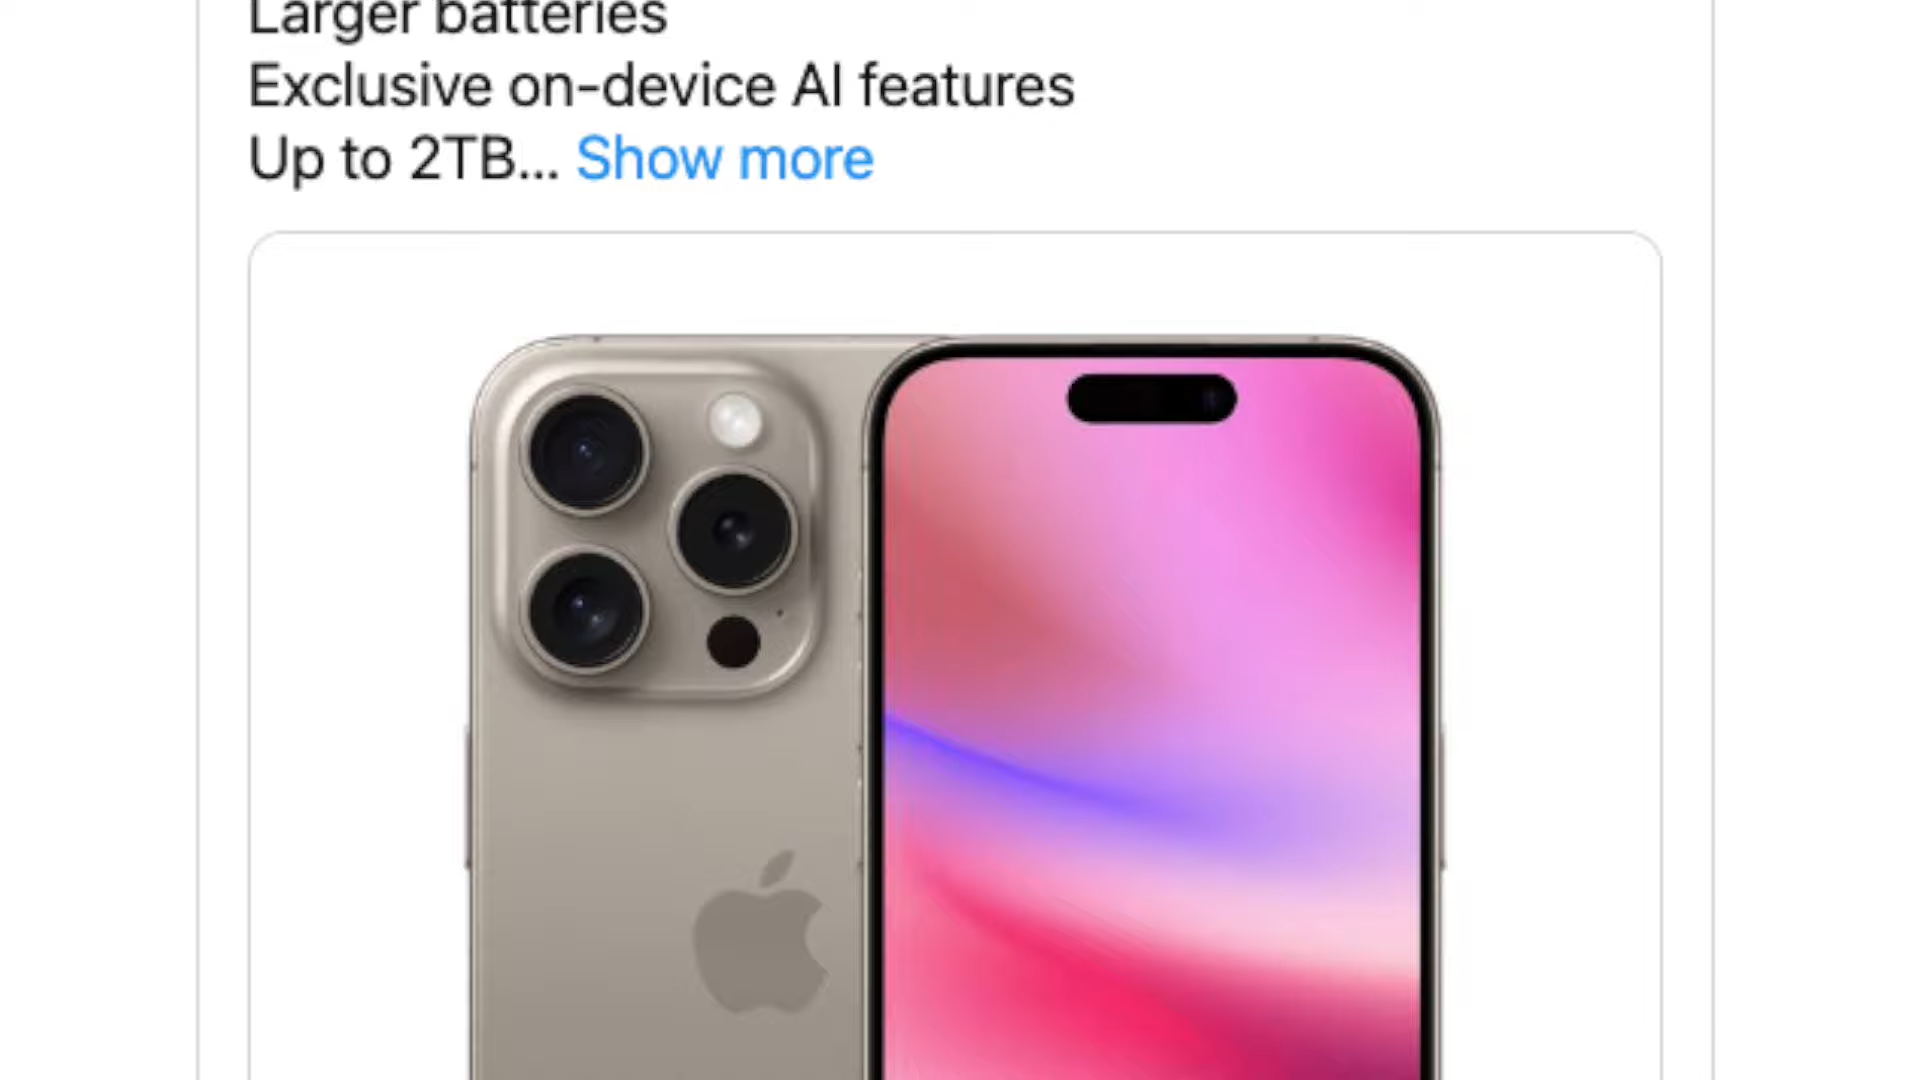 Larger batteries
Exclusive on-device AI features
Up to 2TB... Show more